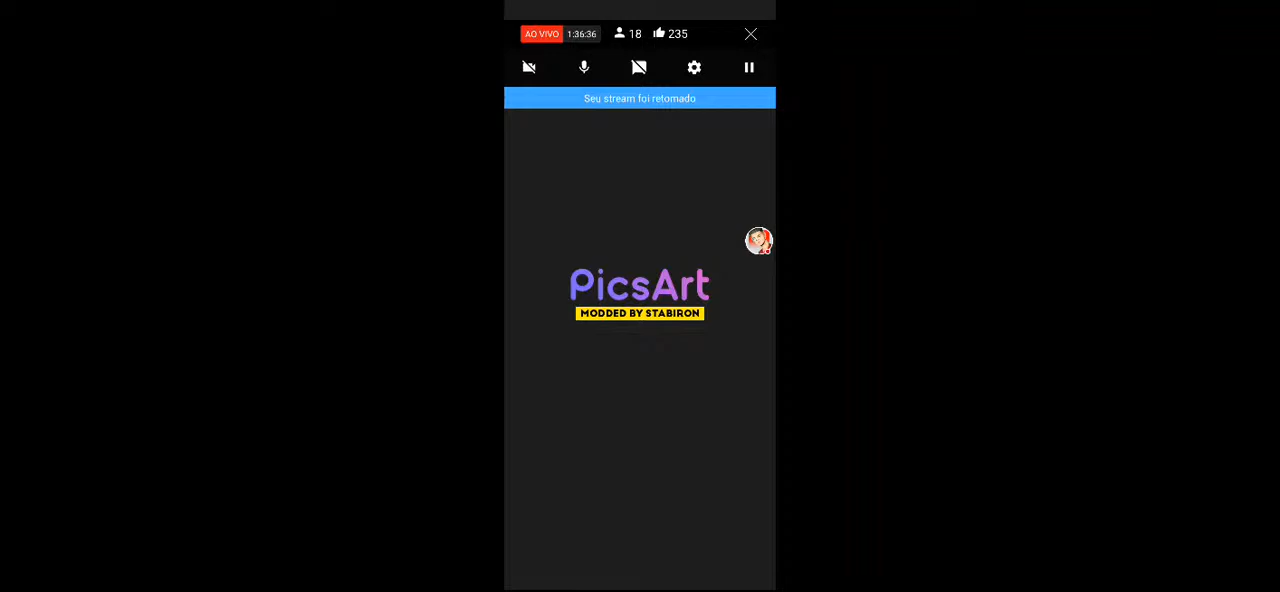 AO VIVO 1:36:36 18 235
Seu stream foi retomado
PicsArt
MODDED BY STABIRON